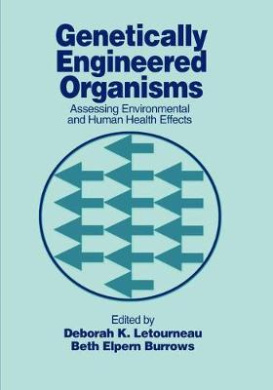 Genetically
Engineered
Organisms
Assessing Environmental
and Human Health Effects
Edited by
Deborah K. Letourneau
Beth Elpern Burrows